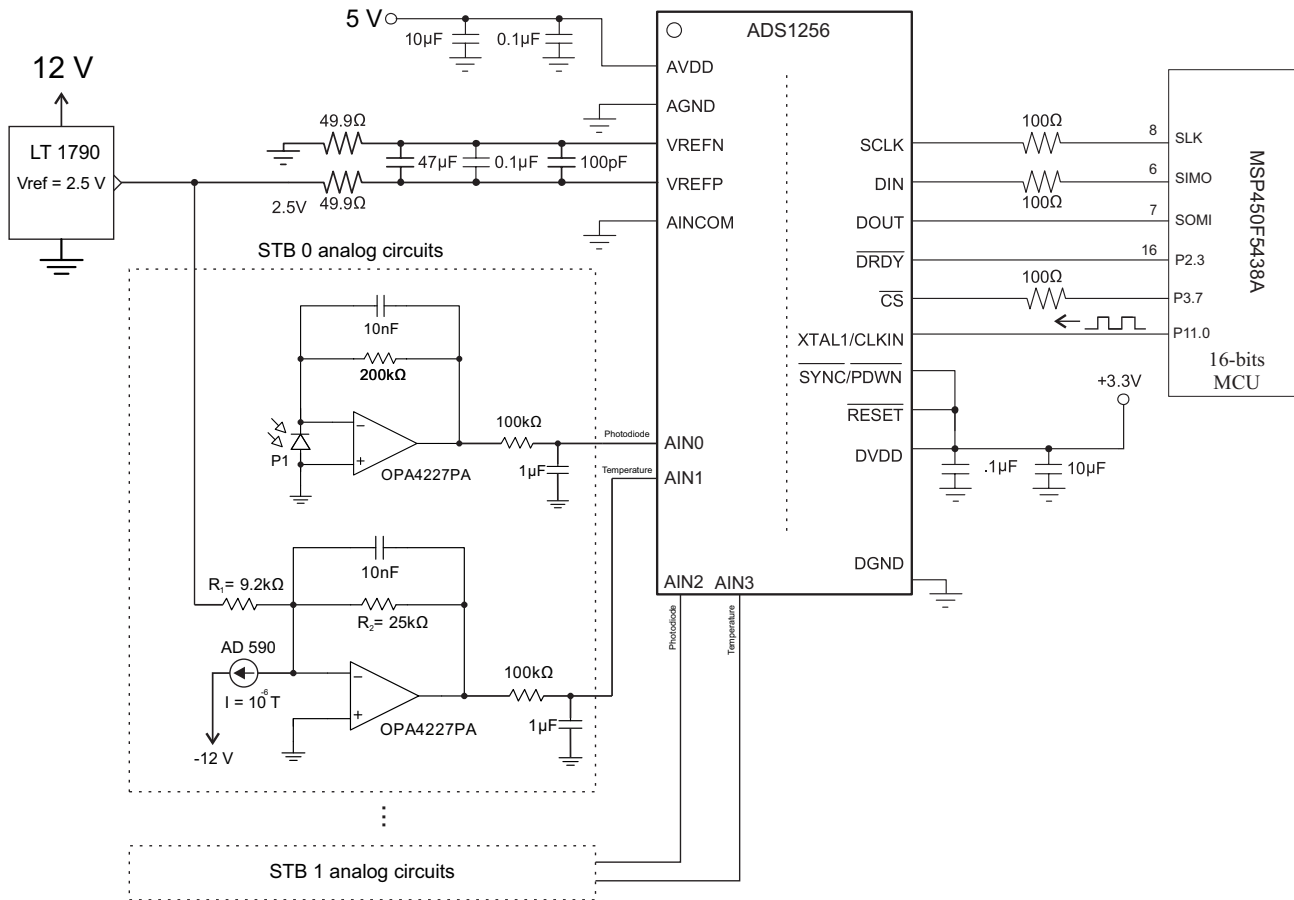 5 V
10µF
0.1µF
ADS1256
12 V
AVDD
AGND
LT 1790
Vref = 2.5 V
49.9Ω
47µF
0.1µF
100pF
VREFN
VREFP
2.5V
49.9Ω
AINCOM
SCLK
DIN
DOUT
DRDY
CS
XTAL1/CLKIN
SYNC/PDWN
RESET
DVDD
DGND
100Ω
100Ω
100Ω
8
6
7
16
SLK
SIMO
SOMI
P2.3
P3.7
P11.0
MSP450F5438A
16-bits
MCU
+3.3V
.1µF
10µF
STB 0 analog circuits
10nF
200kΩ
P1
−
+
OPA4227PA
100kΩ
1µF
Photodiode
AIN0
Temperature
AIN1
10nF
R1= 9.2kΩ
R2= 25kΩ
AD 590
I = 10-6 T
-12 V
−
+
OPA4227PA
100kΩ
1µF
AIN2 AIN3
Photodiode
Temperature
STB 1 analog circuits